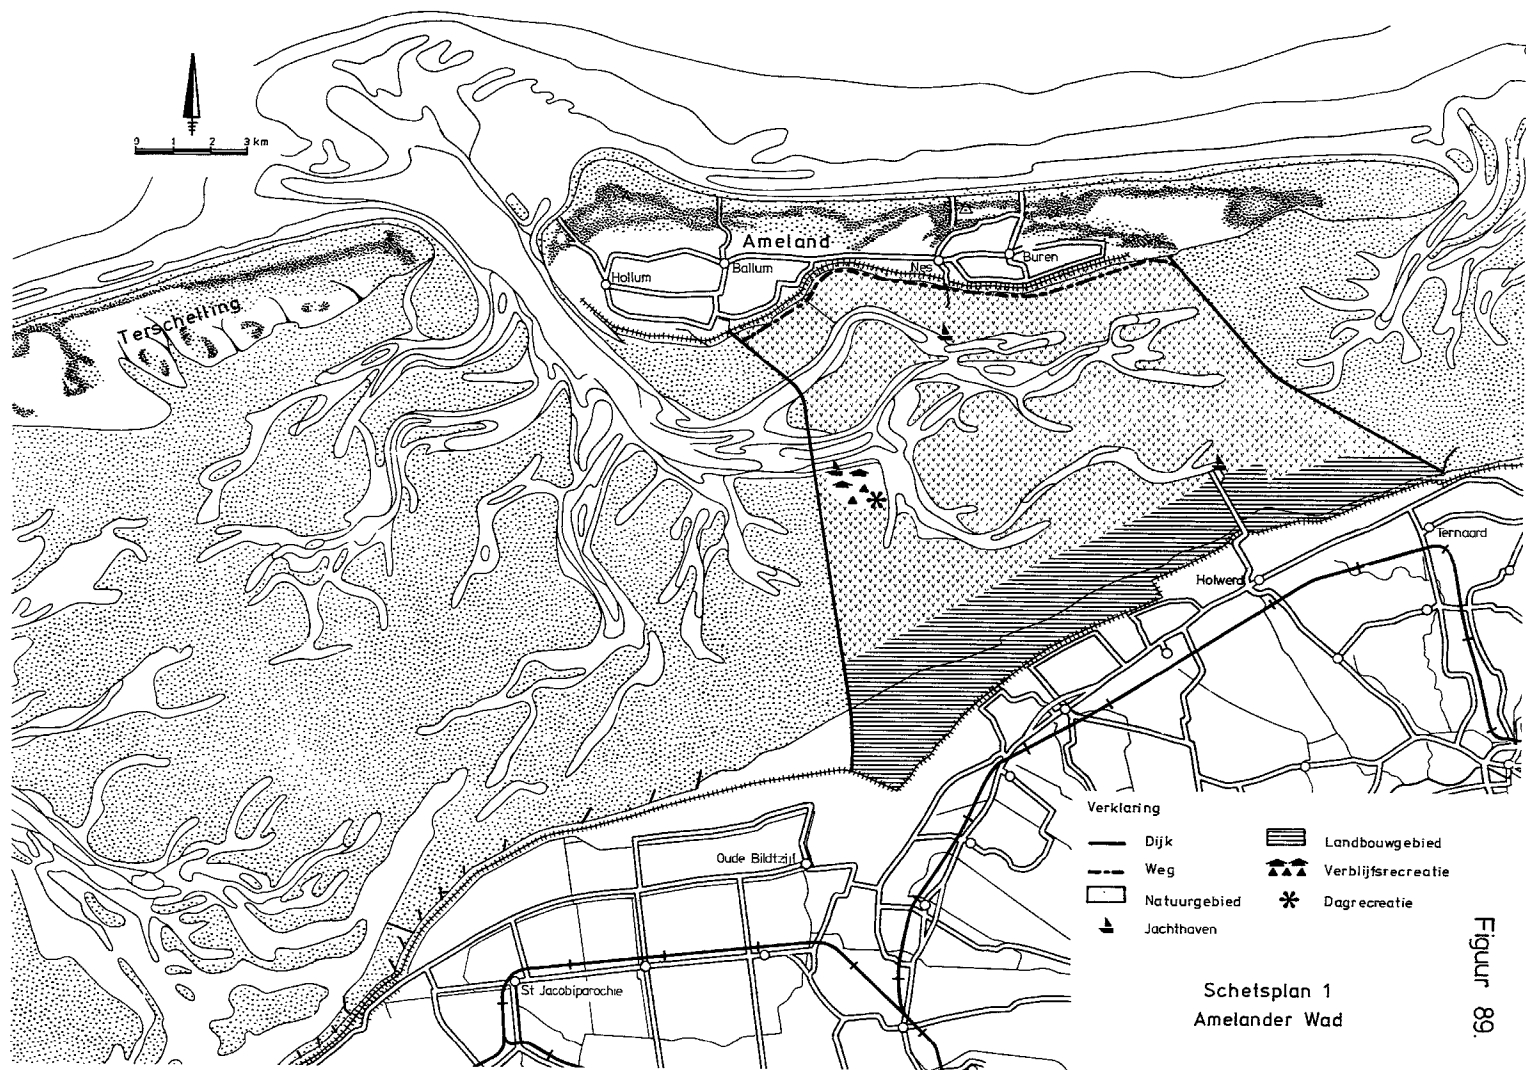 0 1 2 3 km
Ameland
Hollum
Ballum
Nes
Buren
Terschelling
Ternaard
Holwerd
Oude Bildtzijl
St Jacobiparochie
Verklaring
Dijk
Weg
Natuurgebied
Jachthaven
Landbouwgebied
Verblijfsrecreatie
Dagrecreatie
Schetsplan 1
Amelander Wad
Figuur 89.